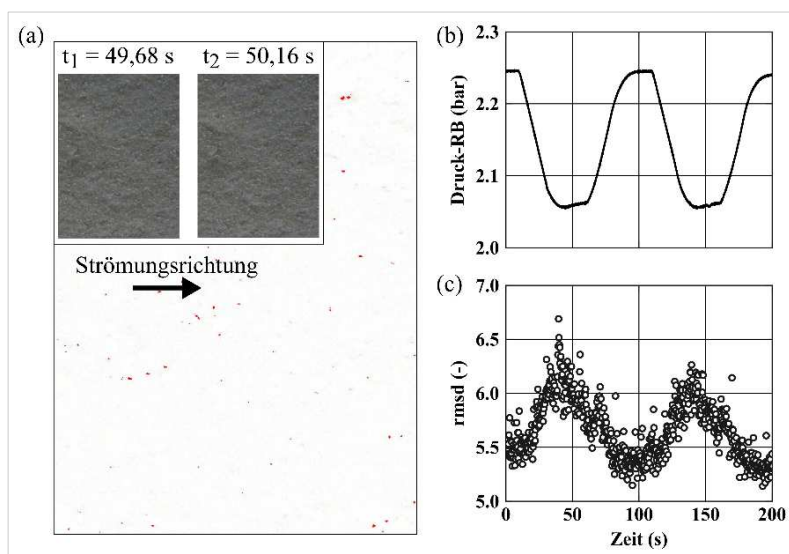 (a)
t1 = 49,68 s
t2 = 50,16 s
Strömungsrichtung
(b)
2.3
2.2
2.1
2.0
Druck-RB (bar)
(c)
7.0
6.5
6.0
5.5
5.0
rmsd (-)
0 50 100 150 200
Zeit (s)